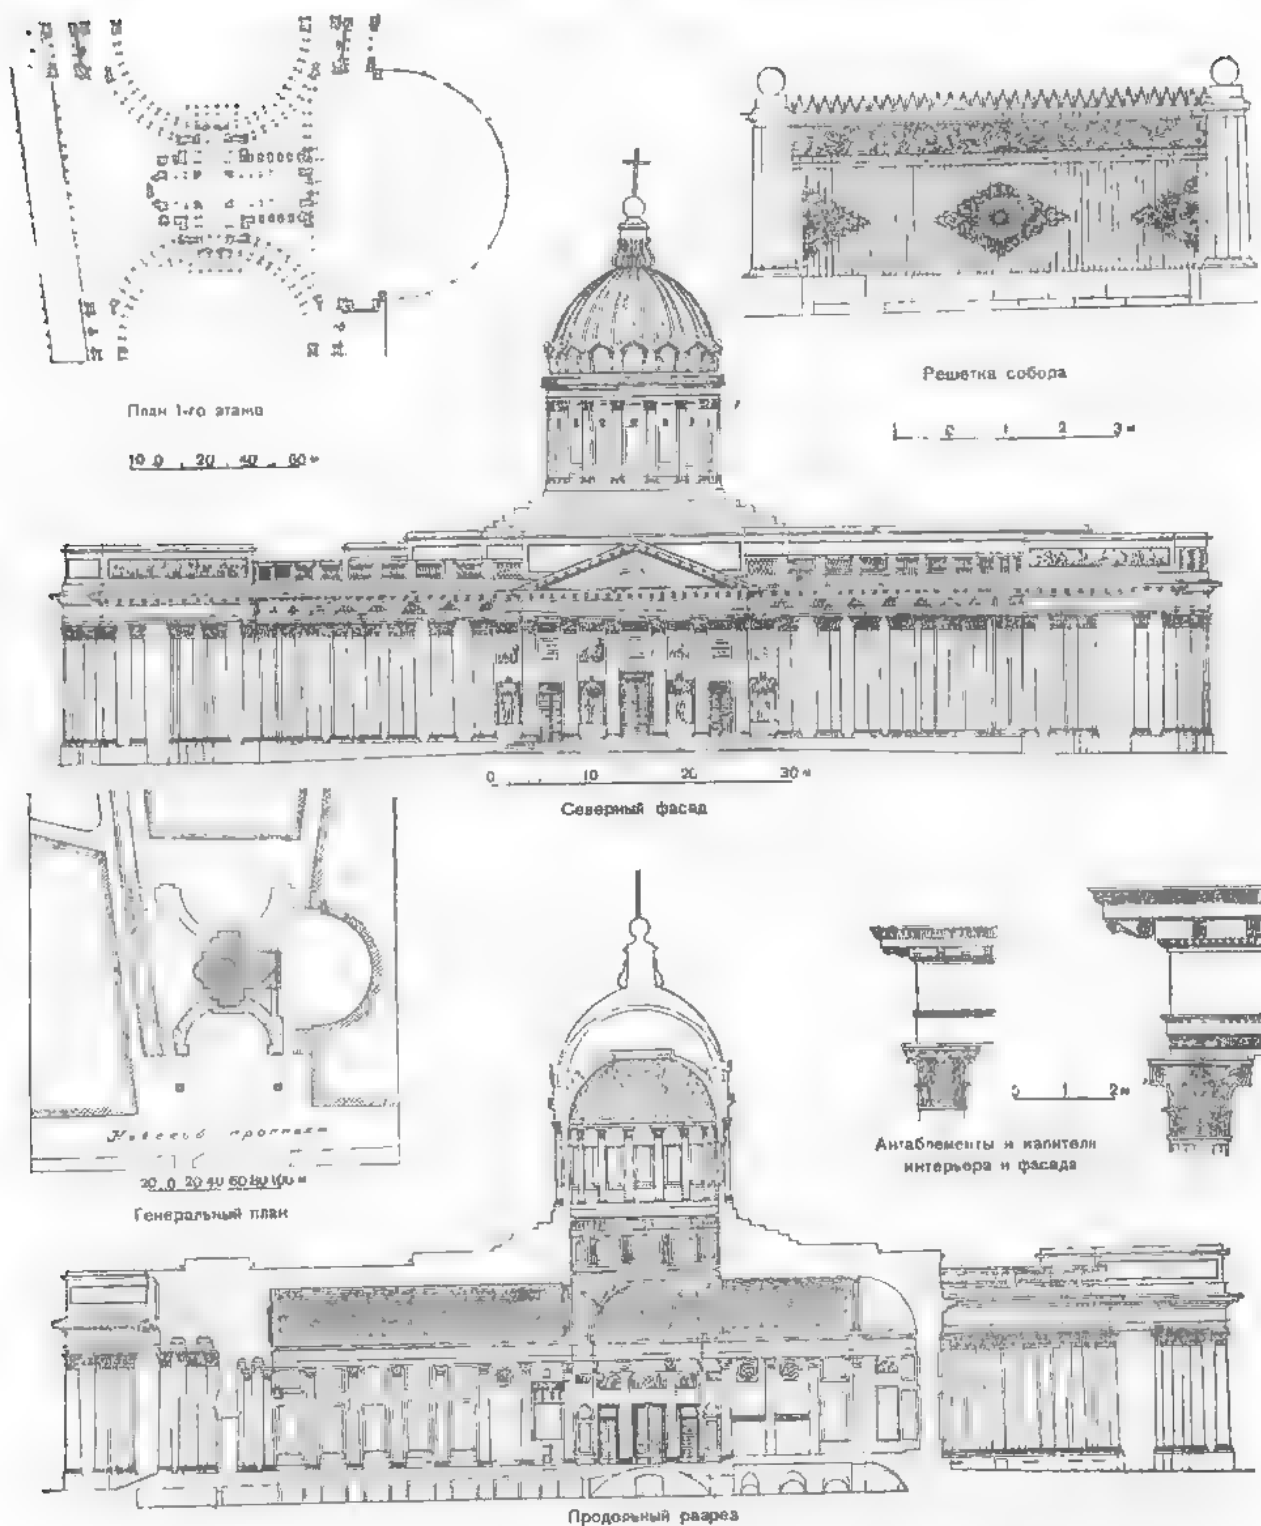 План 1-го этажа
10 0 20 40 60 м
Решетка собора
1 0 1 2 3 м
0 10 20 30 м
Северный фасад
Невский проспект
20 0 20 40 60 80 100 м
Генеральный план
0 1 2 м
Антаблементы и капители
интерьера и фасада
Продольный разрез